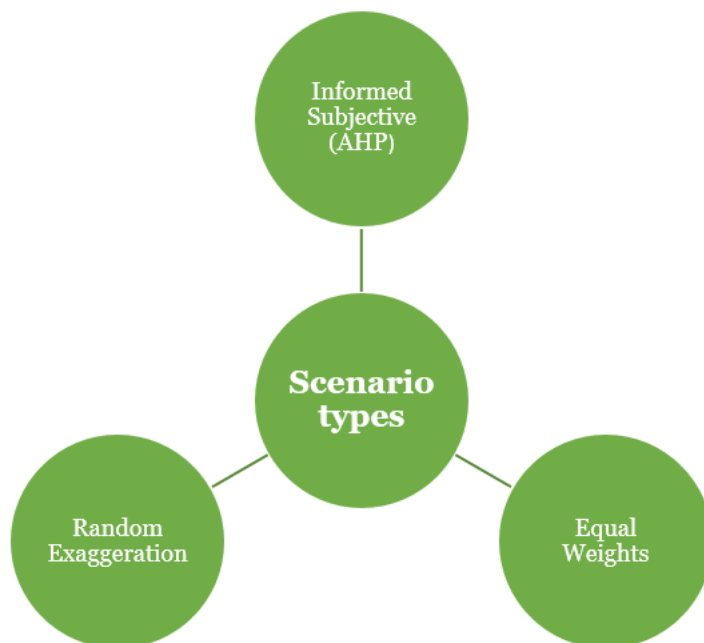 Informed
Subjective
(AHP)
Scenario
types
Random
Exaggeration
Equal
Weights